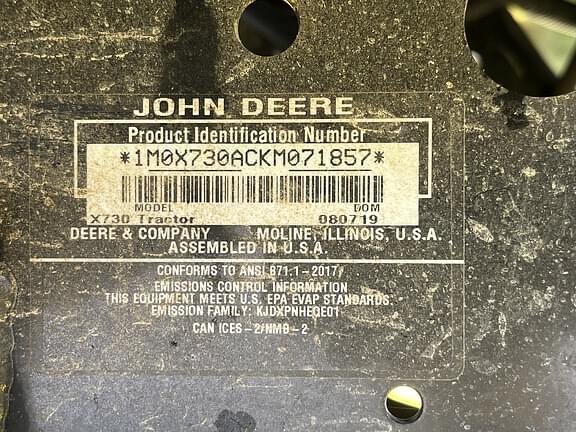 JOHN DEERE
Product Identification Number
*1M0X730ACKM071857*
MODEL DOM
X730 Tractor 080719
DEERE & COMPANY MOLINE, ILLINOIS, U.S.A.
ASSEMBLED IN U.S.A.
CONFORMS TO ANSI B71.1-2017
EMISSIONS CONTROL INFORMATION
THIS EQUIPMENT MEETS U.S. EPA EVAP STANDARDS.
EMISSION FAMILY: KJDXPNHEQE01
CAN ICES-2/NMB-2